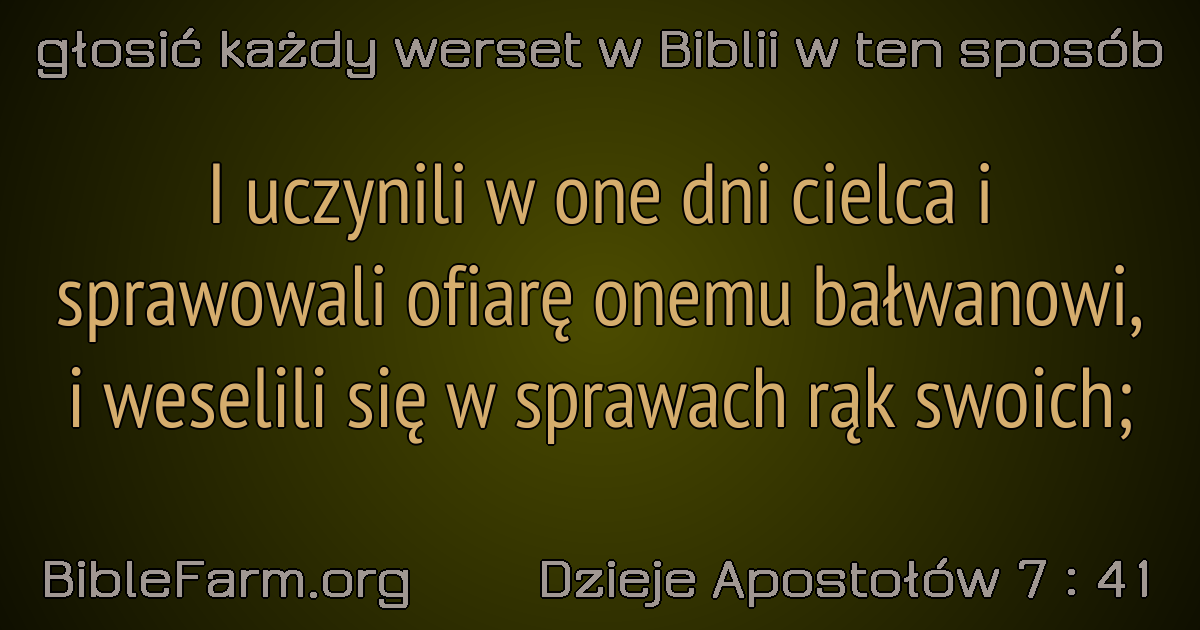 głosić każdy werset w Biblii w ten sposób
I uczynili w one dni cielca i
sprawowali ofiarę onemu bałwanowi,
i weselili się w sprawach rąk swoich;
BibleFarm.org
Dzieje Apostołów 7 : 41